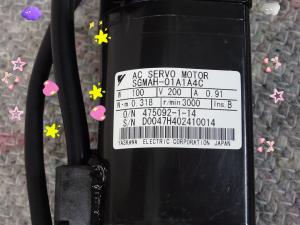 AC SERVO MOTOR
SGMAH-01A1A4C
W 100 V 200 A 0.91
N·m 0.318 r/min 3000 Ins. B
O/N 475092-1-14
S/N D0047H402410014
YASKAWA ELECTRIC CORPORATION JAPAN